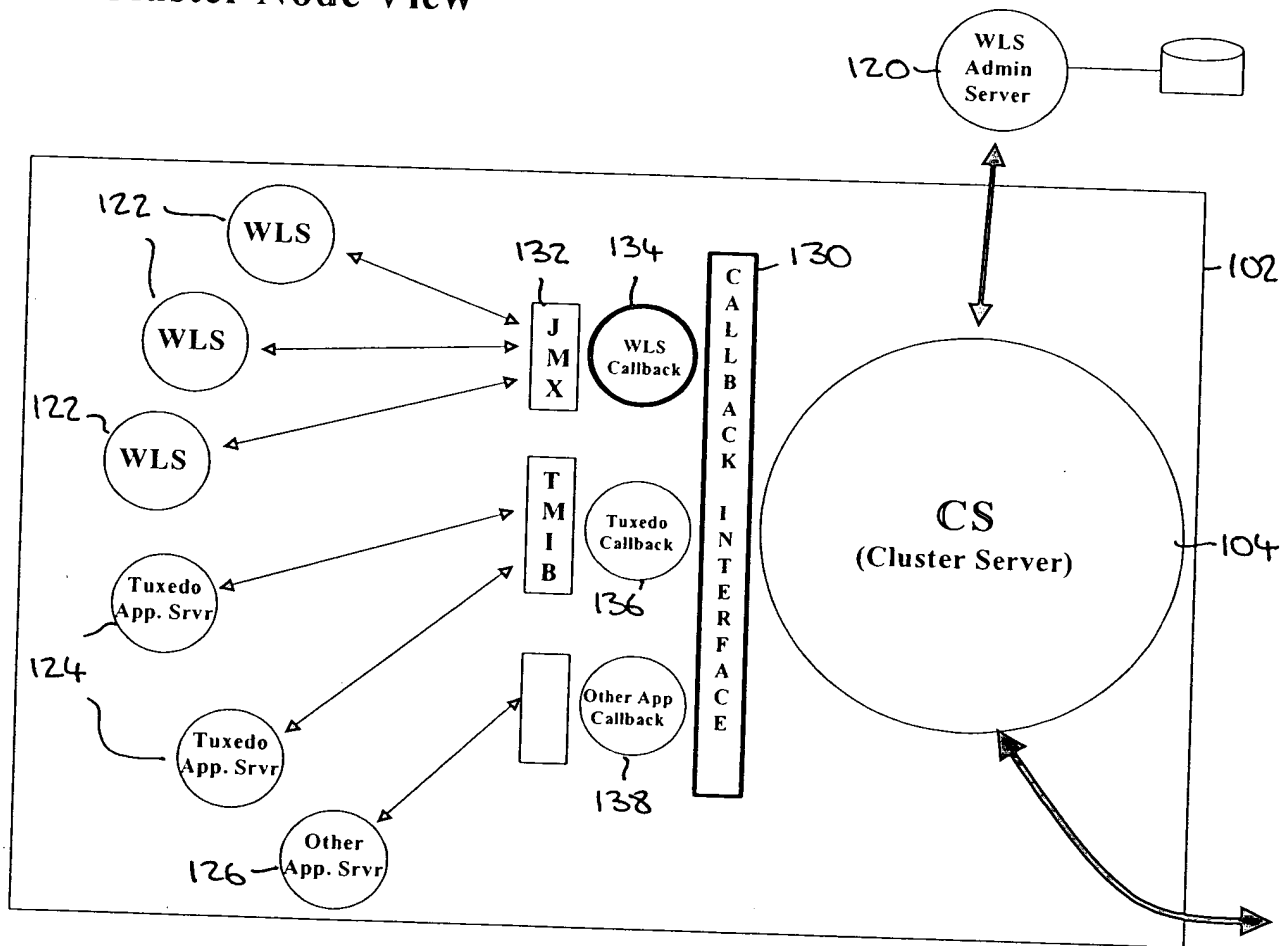 Node View
WLS
Admin
Server
120
122
WLS
WLS
122
WLS
132
J
M
X
134
WLS
Callback
130
C
A
L
L
B
A
C
K
I
N
T
E
R
F
A
C
E
102
T
M
I
B
Tuxedo
Callback
136
CS
(Cluster Server)
104
Tuxedo
App. Srvr
124
Tuxedo
App. Srvr
Other App
Callback
138
Other
App. Srvr
126